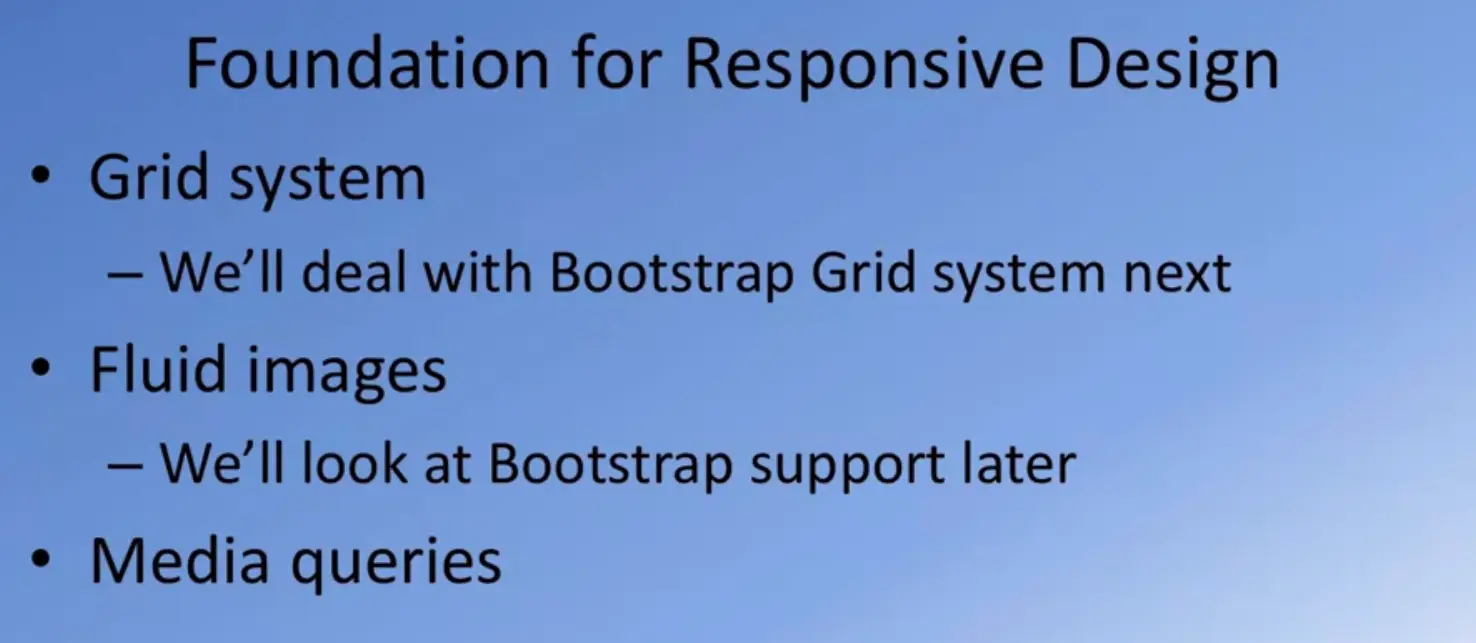 Foundation for Responsive Design
• Grid system
– We’ll deal with Bootstrap Grid system next
• Fluid images
– We’ll look at Bootstrap support later
• Media queries